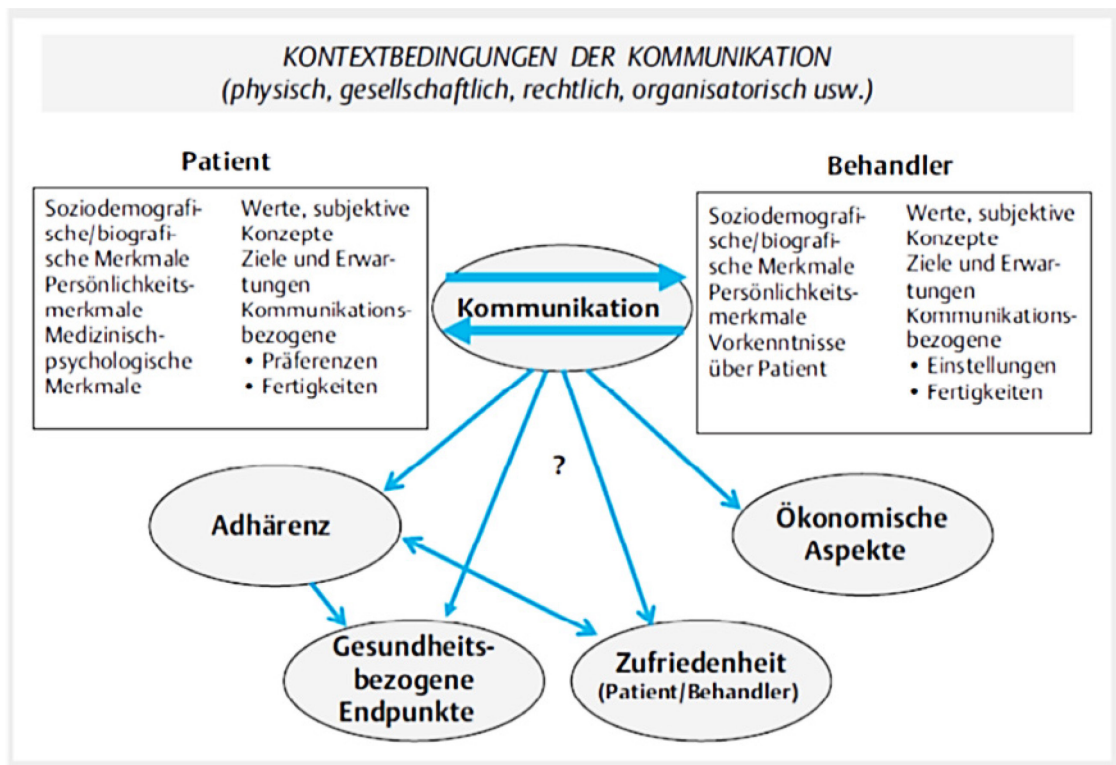 KONTEXTBEDINGUNGEN DER KOMMUNIKATION
(physisch, gesellschaftlich, rechtlich, organisatorisch usw.)
Patient
Soziodemografi-
sche/biografi-
sche Merkmale
Persönlichkeits-
merkmale
Medizinisch-
psychologische
Merkmale
Werte, subjektive
Konzepte
Ziele und Erwar-
tungen
Kommunikations-
bezogene
• Präferenzen
• Fertigkeiten
Kommunikation
Behandler
Soziodemografi-
sche/biografi-
sche Merkmale
Persönlichkeits-
merkmale
Vorkenntnisse
über Patient
Werte, subjektive
Konzepte
Ziele und Erwar-
tungen
Kommunikations-
bezogene
• Einstellungen
• Fertigkeiten
?
Adhärenz
Ökonomische
Aspekte
Gesundheits-
bezogene
Endpunkte
Zufriedenheit
(Patient/Behandler)